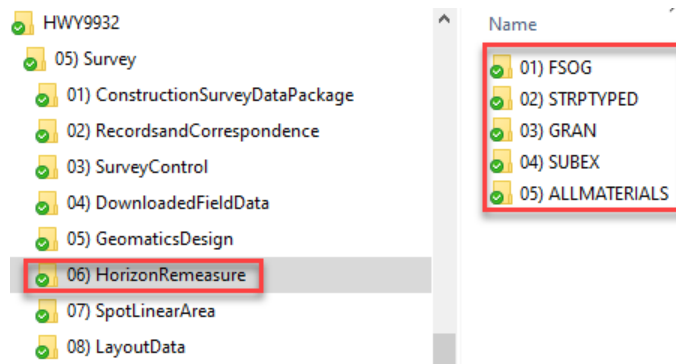 HWY9932
05) Survey
01) ConstructionSurveyDataPackage
02) RecordsandCorrespondence
03) SurveyControl
04) DownloadedFieldData
05) GeomaticsDesign
06) HorizonRemeasure
07) SpotLinearArea
08) LayoutData
Name
01) FSOG
02) STRPTYPED
03) GRAN
04) SUBEX
05) ALLMATERIALS